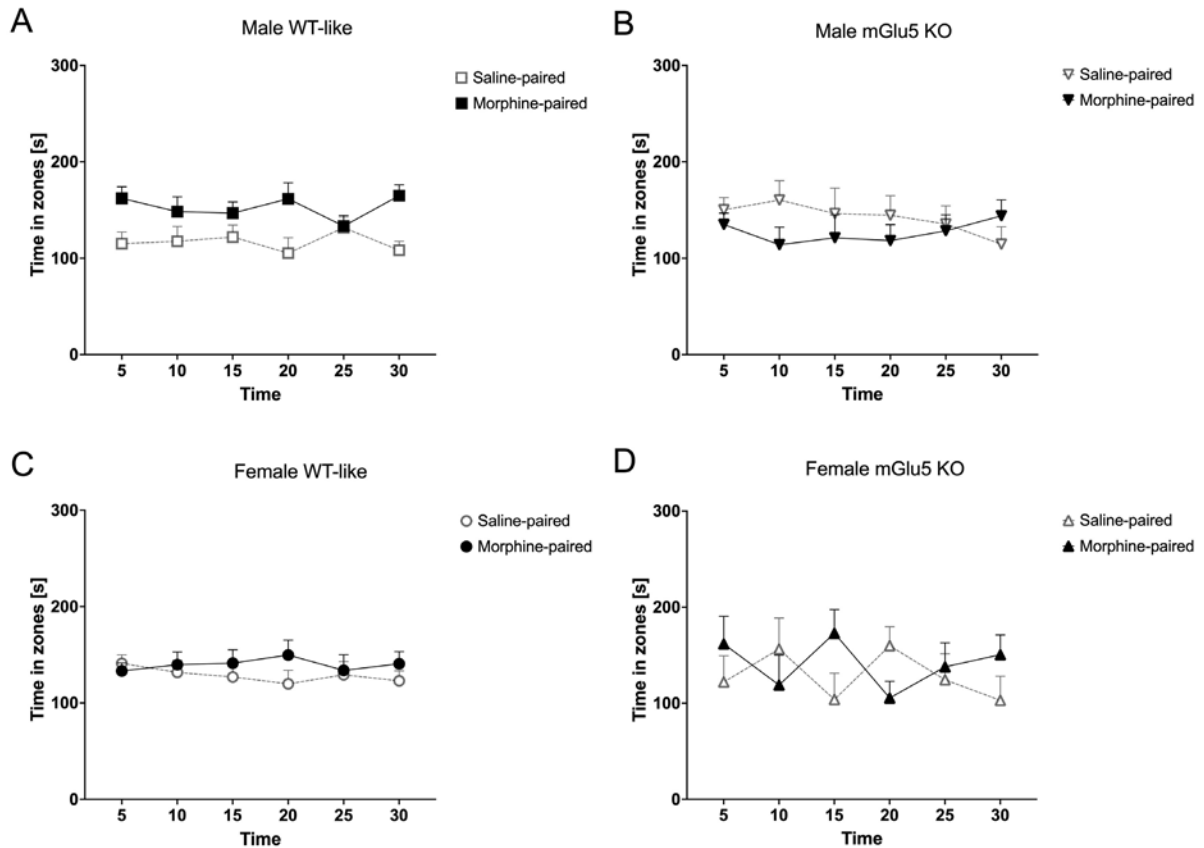 A
Male WT-like
Time in zones [s]
300
200
100
0
5 10 15 20 25 30
Time
Saline-paired
Morphine-paired
B
Male mGlu5 KO
Time in zones [s]
300
200
100
0
5 10 15 20 25 30
Time
Saline-paired
Morphine-paired
C
Female WT-like
Time in zones [s]
300
200
100
0
5 10 15 20 25 30
Time
Saline-paired
Morphine-paired
D
Female mGlu5 KO
Time in zones [s]
300
200
100
0
5 10 15 20 25 30
Time
Saline-paired
Morphine-paired